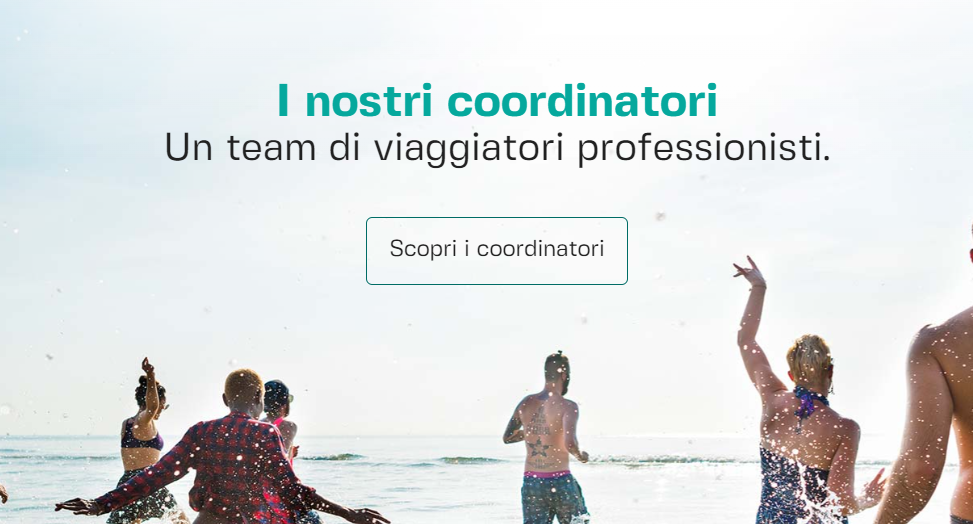 I nostri coordinatori
Un team di viaggiatori professionisti.
Scopri i coordinatori